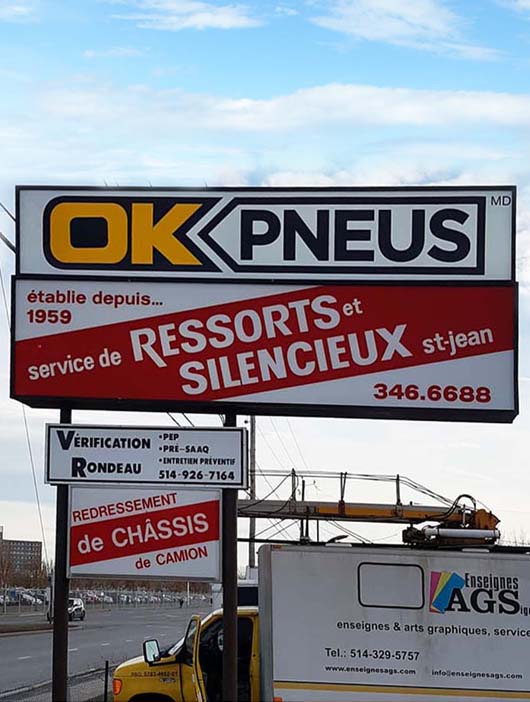 OK PNEUS MD
établie depuis...
1959
service de RESSORTS et
SILENCIEUX st-jean
346.6688
VÉRIFICATION
RONDEAU
• PEP
• PRÉ-SAAQ
• ENTRETIEN PRÉVENTIF
514-926-7164
REDRESSEMENT
de CHÂSSIS
de CAMION
Enseignes
AGS
enseignes & arts graphiques, service
Tel.: 514-329-5757
www.enseignesags.com info@enseignesags.com